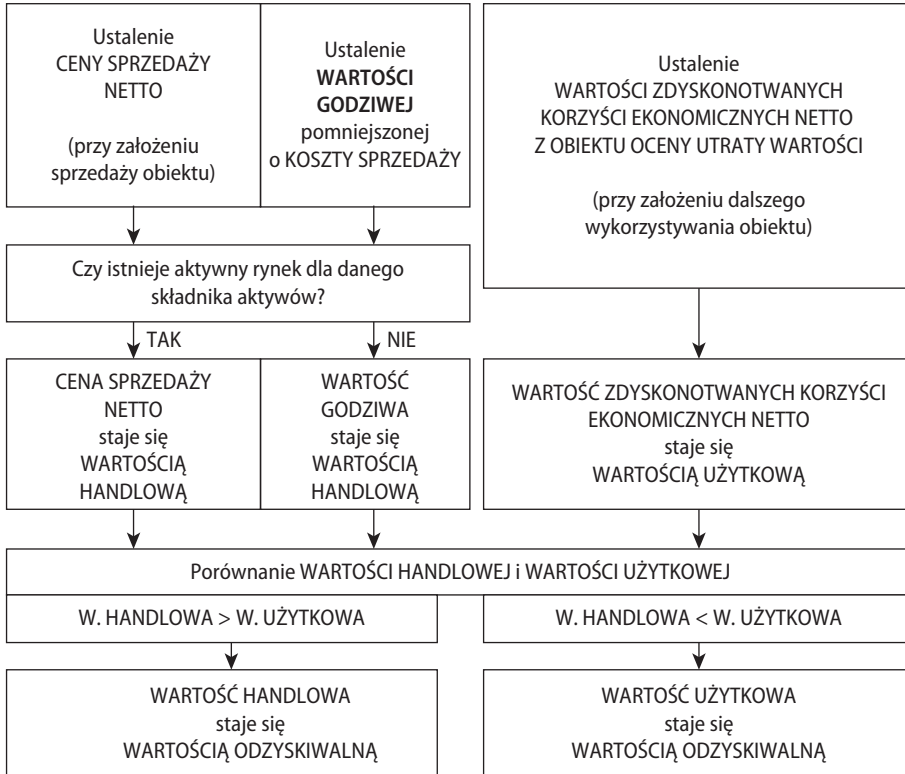 Ustalenie
CENY SPRZEDAŻY
NETTO
(przy założeniu
sprzedaży obiektu)
Ustalenie
WARTOŚCI
GODZIWEJ
pomniejszonej
o KOSZTY SPRZEDAŻY
Ustalenie
WARTOŚCI ZDYSKONOTWANYCH
KORZYŚCI EKONOMICZNYCH NETTO
Z OBIEKTU OCENY UTRATY WARTOŚCI
(przy założeniu dalszego
wykorzystywania obiektu)
Czy istnieje aktywny rynek dla danego
składnika aktywów?
TAK
NIE
CENA SPRZEDAŻY
NETTO
staje się
WARTOŚCIĄ
HANDLOWĄ
WARTOŚĆ
GODZIWA
staje się
WARTOŚCIĄ
HANDLOWĄ
WARTOŚĆ ZDYSKONOTWANYCH KORZYŚCI
EKONOMICZNYCH NETTO
staje się
WARTOŚCIĄ UŻYTKOWĄ
Porównanie WARTOŚCI HANDLOWEJ i WARTOŚCI UŻYTKOWEJ
W. HANDLOWA > W. UŻYTKOWA
W. HANDLOWA < W. UŻYTKOWA
WARTOŚĆ HANDLOWA
staje się
WARTOŚCIĄ ODZYSKIWALNĄ
WARTOŚĆ UŻYTKOWA
staje się
WARTOŚCIĄ ODZYSKIWALNĄ